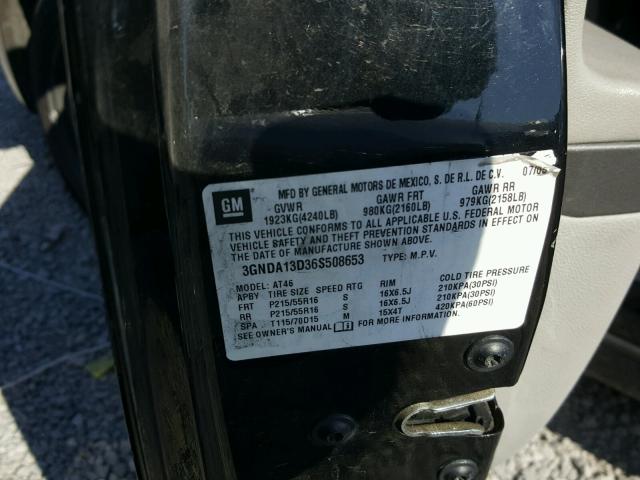 GM
MFD BY GENERAL MOTORS DE MEXICO, S. DE R.L. DE C.V. 07/05
GVWR GAWR FRT GAWR RR
1923KG(4240LB) 980KG(2160LB) 979KG(2158LB)
THIS VEHICLE CONFORMS TO ALL APPLICABLE U.S. FEDERAL MOTOR
VEHICLE SAFETY AND THEFT PREVENTION STANDARDS IN EFFECT ON
THE DATE OF MANUFACTURE SHOWN ABOVE.
3GNDA13D36S508653 TYPE: M.P.V.
MODEL: AT46
APBY TIRE SIZE SPEED RTG RIM COLD TIRE PRESSURE
FRT P215/55R16 S 16X6.5J 210KPA(30PSI)
RR P215/55R16 S 16X6.5J 210KPA(30PSI)
SPA T115/70D15 M 15X4T 420KPA(60PSI)
SEE OWNER'S MANUAL FOR MORE INFORMATION.